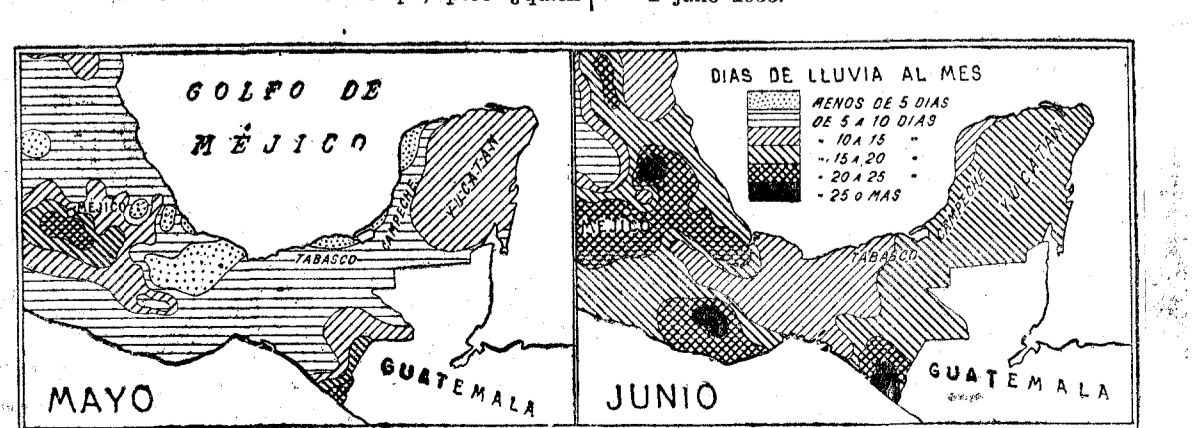 GOLFO DE
MÉJICO
MÉJICO
CAMPECHE
YUCATAN
TABASCO
GUATEMALA
MAYO
DIAS DE LLUVIA AL MES
MENOS DE 5 DIAS
DE 5 A 10 DIAS
" 10 A 15 "
" 15 A 20 "
" 20 A 25 "
" 25 O MAS
MÉJICO
CAMPECHE
YUCATAN
TABASCO
GUATEMALA
JUNIO